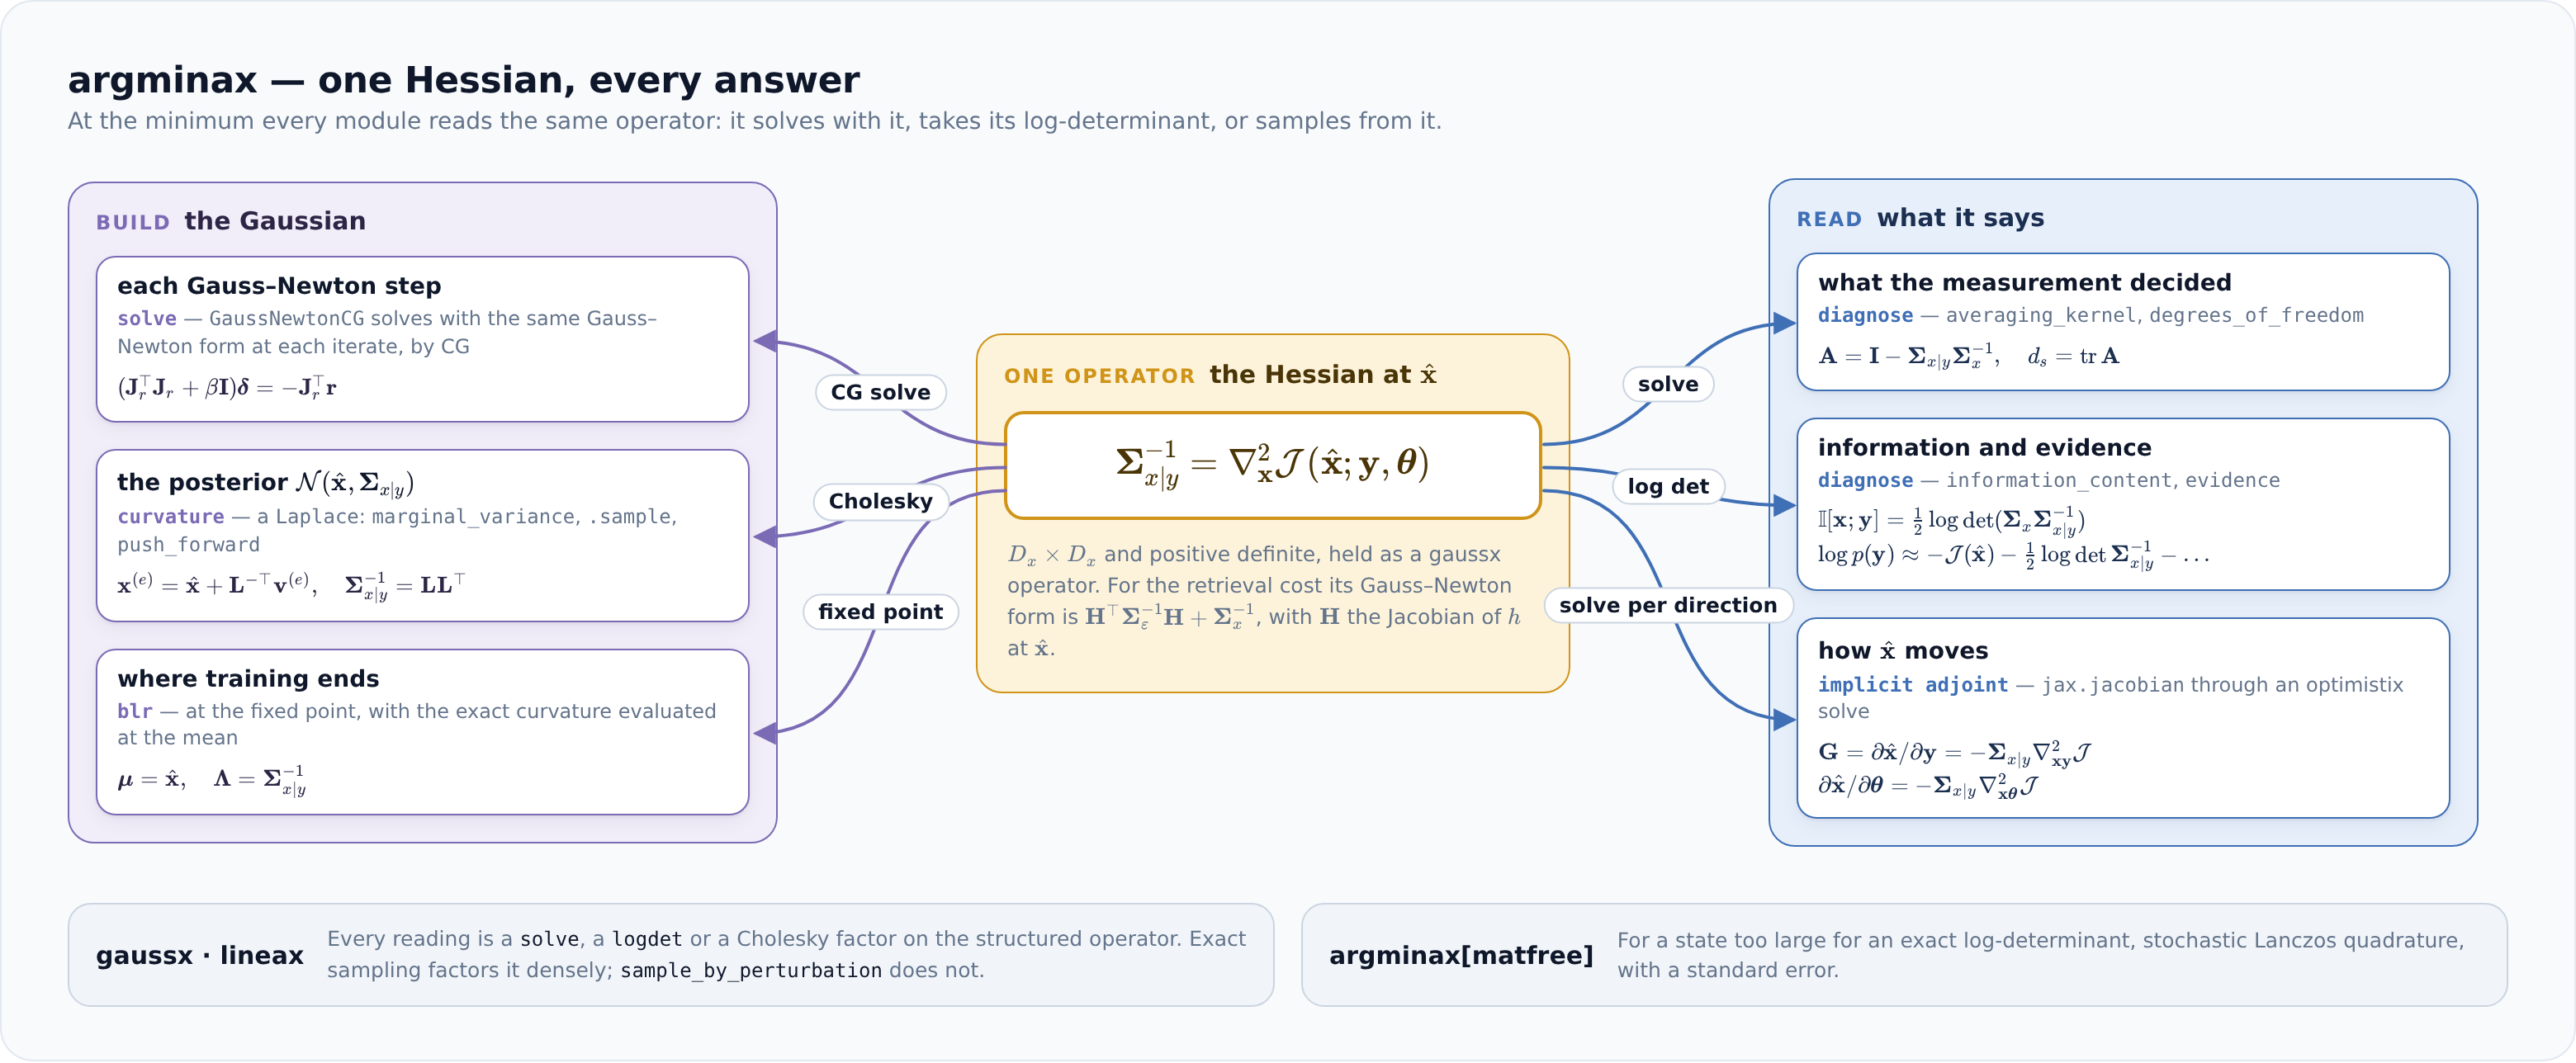 argminax — one Hessian, every answer
At the minimum every module reads the same operator: it solves with it, takes its log-determinant, or samples from it.
BUILD the Gaussian
each Gauss–Newton step
solve — GaussNewtonCG solves with the same Gauss–
Newton form at each iterate, by CG
(J_r^⊤ J_r + βI)δ = −J_r^⊤ r
the posterior 𝒩(x̂, Σ_{x|y})
curvature — a Laplace: marginal_variance, .sample,
push_forward
x^{(e)} = x̂ + L^{−⊤} v^{(e)}, Σ_{x|y}^{−1} = LL^⊤
where training ends
blr — at the fixed point, with the exact curvature evaluated
at the mean
μ = x̂, Λ = Σ_{x|y}^{−1}
CG solve
Cholesky
fixed point
ONE OPERATOR the Hessian at x̂
Σ_{x|y}^{−1} = ∇_x^2 𝒥(x̂; y, θ)
D_x × D_x and positive definite, held as a gaussx
operator. For the retrieval cost its Gauss–Newton
form is H^⊤ Σ_ε^{−1} H + Σ_x^{−1}, with H the Jacobian of h
at x̂.
solve
log det
solve per direction
READ what it says
what the measurement decided
diagnose — averaging_kernel, degrees_of_freedom
A = I − Σ_{x|y} Σ_x^{−1}, d_s = tr A
information and evidence
diagnose — information_content, evidence
𝕀[x; y] = ½ log det(Σ_x Σ_{x|y}^{−1})
log p(y) ≈ −𝒥(x̂) − ½ log det Σ_{x|y}^{−1} − …
how x̂ moves
implicit adjoint — jax.jacobian through an optimistix
solve
G = ∂x̂/∂y = −Σ_{x|y} ∇_{xy}^2 𝒥
∂x̂/∂θ = −Σ_{x|y} ∇_{xθ}^2 𝒥
gaussx · lineax
Every reading is a solve, a logdet or a Cholesky factor on the structured operator. Exact
sampling factors it densely; sample_by_perturbation does not.
argminax[matfree]
For a state too large for an exact log-determinant, stochastic Lanczos quadrature,
with a standard error.